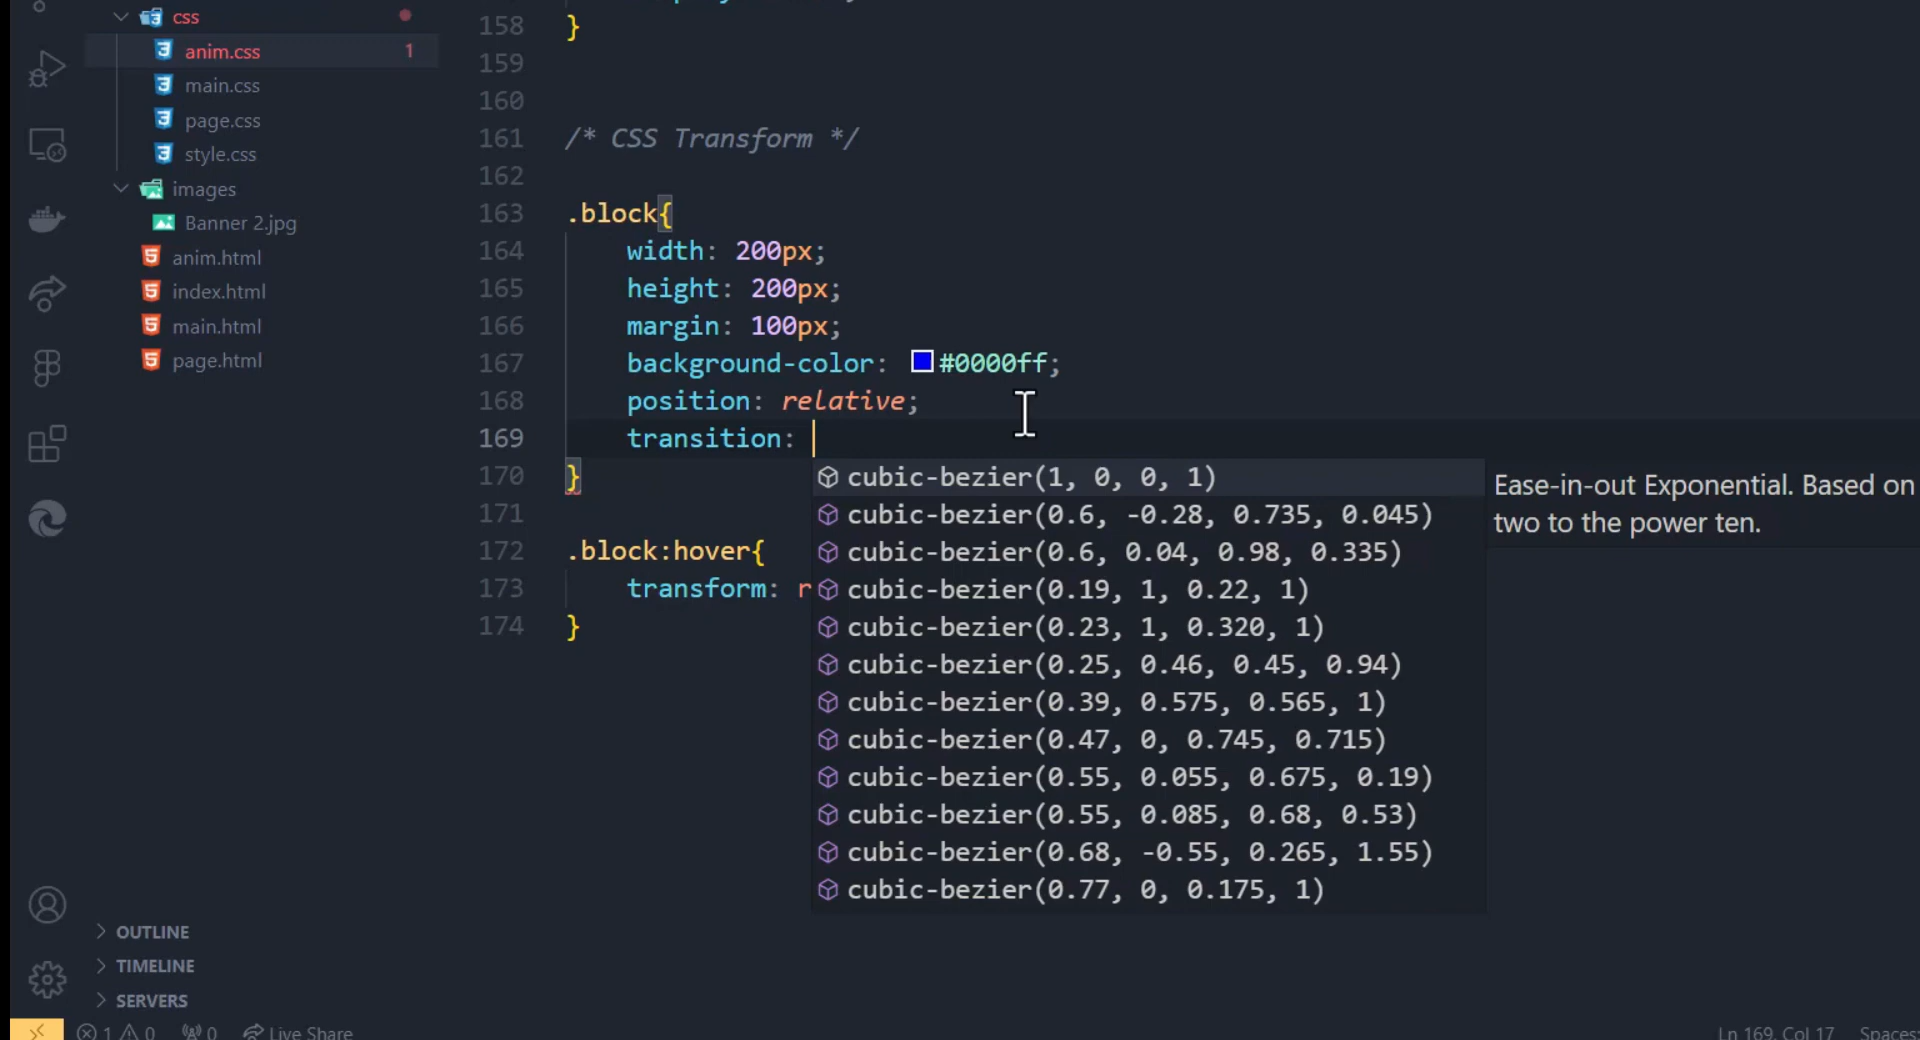 css
anim.css 1
main.css
page.css
style.css
images
Banner 2.jpg
anim.html
index.html
main.html
page.html
OUTLINE
TIMELINE
SERVERS
1 0 0 Live Share
158 }
159
160
161 /* CSS Transform */
162
163 .block{
164 width: 200px;
165 height: 200px;
166 margin: 100px;
167 background-color: #0000ff;
168 position: relative;
169 transition:
170 }
171
172 .block:hover{
173 transform: r
174 }
cubic-bezier(1, 0, 0, 1)
cubic-bezier(0.6, -0.28, 0.735, 0.045)
cubic-bezier(0.6, 0.04, 0.98, 0.335)
cubic-bezier(0.19, 1, 0.22, 1)
cubic-bezier(0.23, 1, 0.320, 1)
cubic-bezier(0.25, 0.46, 0.45, 0.94)
cubic-bezier(0.39, 0.575, 0.565, 1)
cubic-bezier(0.47, 0, 0.745, 0.715)
cubic-bezier(0.55, 0.055, 0.675, 0.19)
cubic-bezier(0.55, 0.085, 0.68, 0.53)
cubic-bezier(0.68, -0.55, 0.265, 1.55)
cubic-bezier(0.77, 0, 0.175, 1)
Ease-in-out Exponential. Based on
two to the power ten.
Ln 169, Col 17 Spaces: